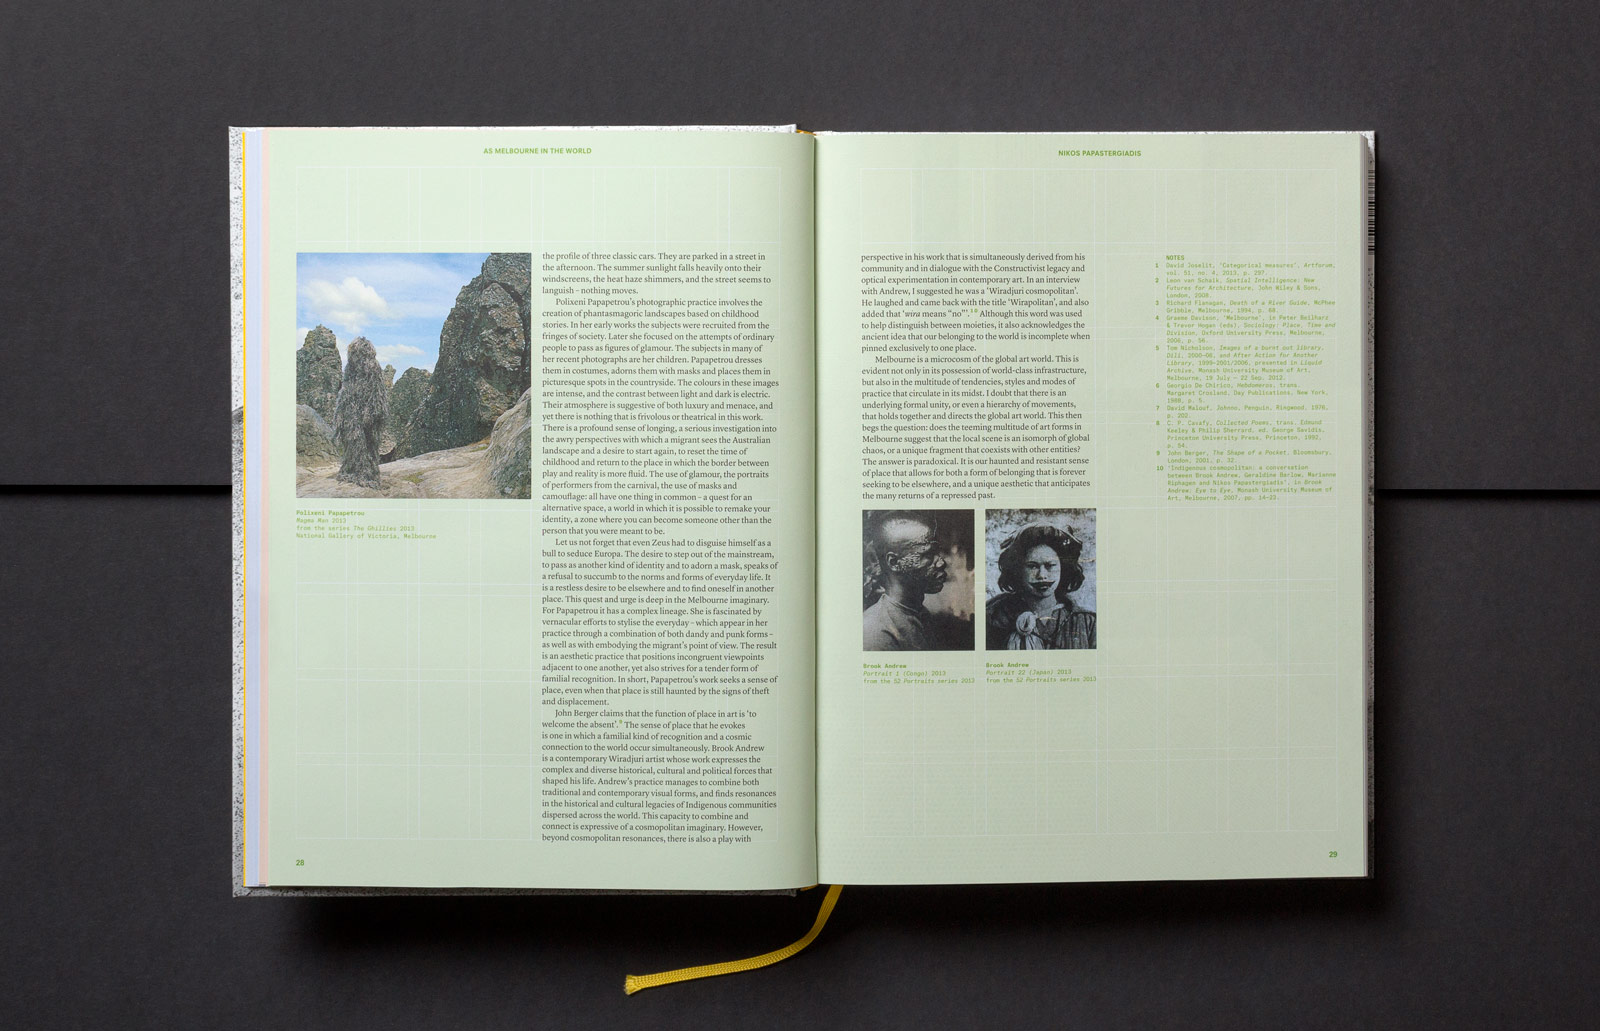 AS MELBOURNE IN THE WORLD
Polixeni Papapetrou
Magma Man 2013
from the series The Ghillies 2013
National Gallery of Victoria, Melbourne
the profile of three classic cars. They are parked in a street in
the afternoon. The summer sunlight falls heavily onto their
windscreens, the heat haze shimmers, and the street seems to
languish – nothing moves.
Polixeni Papapetrou's photographic practice involves the
creation of phantasmagoric landscapes based on childhood
stories. In her early works the subjects were recruited from the
fringes of society. Later she focused on the attempts of ordinary
people to pass as figures of glamour. The subjects in many of
her recent photographs are her children. Papapetrou dresses
them in costumes, adorns them with masks and places them in
picturesque spots in the countryside. The colours in these images
are intense, and the contrast between light and dark is electric.
Their atmosphere is suggestive of both luxury and menace, and
yet there is nothing that is frivolous or theatrical in this work.
There is a profound sense of longing, a serious investigation into
the awry perspectives with which a migrant sees the Australian
landscape and a desire to start again, to reset the time of
childhood and return to the place in which the border between
play and reality is more fluid. The use of glamour, the portraits
of performers from the carnival, the use of masks and
camouflage: all have one thing in common – a quest for an
alternative space, a world in which it is possible to remake your
identity, a zone where you can become someone other than the
person that you were meant to be.
Let us not forget that even Zeus had to disguise himself as a
bull to seduce Europa. The desire to step out of the mainstream,
to pass as another kind of identity and to adorn a mask, speaks of
a refusal to succumb to the norms and forms of everyday life. It
is a restless desire to be elsewhere and to find oneself in another
place. This quest and urge is deep in the Melbourne imaginary.
For Papapetrou it has a complex lineage. She is fascinated by
vernacular efforts to stylise the everyday – which appear in her
practice through a combination of both dandy and punk forms –
as well as with embodying the migrant's point of view. The result
is an aesthetic practice that positions incongruent viewpoints
adjacent to one another, yet also strives for a tender form of
familial recognition. In short, Papapetrou's work seeks a sense of
place, even when that place is still haunted by the signs of theft
and displacement.
John Berger claims that the function of place in art is 'to
welcome the absent'.9 The sense of place that he evokes
is one in which a familial kind of recognition and a cosmic
connection to the world occur simultaneously. Brook Andrew
is a contemporary Wiradjuri artist whose work expresses the
complex and diverse historical, cultural and political forces that
shaped his life. Andrew's practice manages to combine both
traditional and contemporary visual forms, and finds resonances
in the historical and cultural legacies of Indigenous communities
dispersed across the world. This capacity to combine and
connect is expressive of a cosmopolitan imaginary. However,
beyond cosmopolitan resonances, there is also a play with
28
NIKOS PAPASTERGIADIS
perspective in his work that is simultaneously derived from his
community and in dialogue with the Constructivist legacy and
optical experimentation in contemporary art. In an interview
with Andrew, I suggested he was a 'Wiradjuri cosmopolitan'.
He laughed and came back with the title 'Wirapolitan', and also
added that 'wira means "no"'.10 Although this word was used
to help distinguish between moieties, it also acknowledges the
ancient idea that our belonging to the world is incomplete when
pinned exclusively to one place.
Melbourne is a microcosm of the global art world. This is
evident not only in its possession of world-class infrastructure,
but also in the multitude of tendencies, styles and modes of
practice that circulate in its midst. I doubt that there is an
underlying formal unity, or even a hierarchy of movements,
that holds together and directs the global art world. This then
begs the question: does the teeming multitude of art forms in
Melbourne suggest that the local scene is an isomorph of global
chaos, or a unique fragment that coexists with other entities?
The answer is paradoxical. It is our haunted and resistant sense
of place that allows for both a form of belonging that is forever
seeking to be elsewhere, and a unique aesthetic that anticipates
the many returns of a repressed past.
Brook Andrew
Portrait 1 (Congo) 2013
from the 52 Portraits series 2013
Brook Andrew
Portrait 22 (Japan) 2013
from the 52 Portraits series 2013
NOTES
1 David Joselit, 'Categorical measures', Artforum,
vol. 51, no. 4, 2013, p. 297.
2 Leon van Schaik, Spatial Intelligence: New
Futures for Architecture, John Wiley & Sons,
London, 2008.
3 Richard Flanagan, Death of a River Guide, McPhee
Gribble, Melbourne, 1994, p. 88.
4 Graeme Davison, 'Melbourne', in Peter Beilharz
& Trevor Hogan (eds), Sociology: Place, Time and
Division, Oxford University Press, Melbourne,
2006, p. 56.
5 Tom Nicholson, Images of a burnt out library,
Dili, 2000–06, and After Action for Another
Library, 1999–2001/2006, presented in Liquid
Archive, Monash University Museum of Art,
Melbourne, 19 July – 22 Sep, 2012.
6 Georgio De Chirico, Hebdomeros, trans.
Margaret Crosland, Day Publications, New York,
1988, p. 5.
7 David Malouf, Johnno, Penguin, Ringwood, 1976,
p. 202.
8 C. P. Cavafy, Collected Poems, trans. Edmund
Keeley & Philip Sherrard, ed. George Savidis,
Princeton University Press, Princeton, 1992,
p. 54.
9 John Berger, The Shape of a Pocket, Bloomsbury,
London, 2001, p. 32.
10 'Indigenous cosmopolitan: a conversation
between Brook Andrew, Geraldine Barlow, Marianne
Riphagen and Nikos Papastergiadis', in Brook
Andrew: Eye to Eye, Monash University Museum of
Art, Melbourne, 2007, pp. 14–23.
29